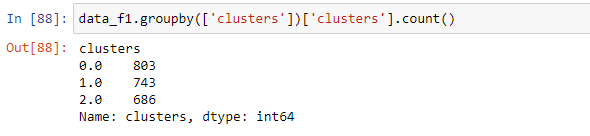 In [88]: data_f1.groupby(['clusters'])['clusters'].count()
Out[88]: clusters
0.0    803
1.0    743
2.0    686
Name: clusters, dtype: int64